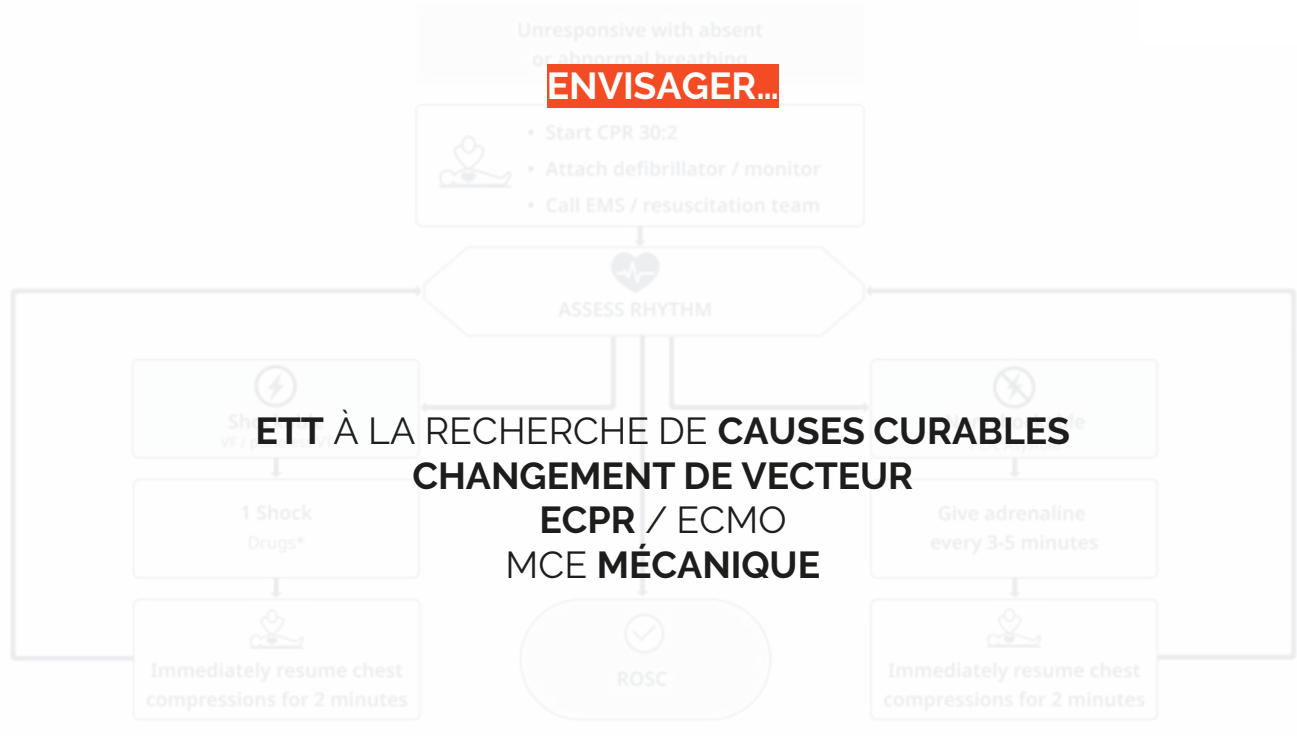 Unresponsive with absent
or abnormal breathing
ENVISAGER...
• Start CPR 30:2
• Attach defibrillator / monitor
• Call EMS / resuscitation team
ASSESS RHYTHM
ETT À LA RECHERCHE DE CAUSES CURABLES
CHANGEMENT DE VECTEUR
ECPR / ECMO
MCE MÉCANIQUE
1 Shock
Drugs*
Give adrenaline
every 3-5 minutes
Immediately resume chest
compressions for 2 minutes
ROSC
Immediately resume chest
compressions for 2 minutes